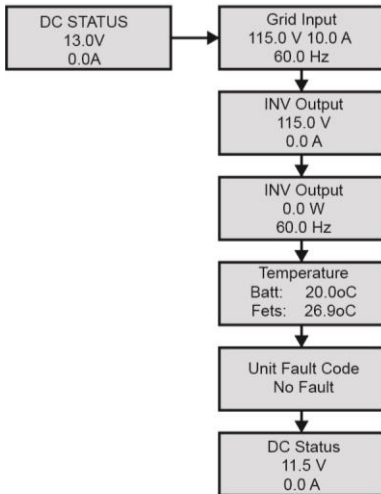 DC STATUS
13.0V
0.0A
Grid Input
115.0 V 10.0 A
60.0 Hz
INV Output
115.0 V
0.0 A
INV Output
0.0 W
60.0 Hz
Temperature
Batt: 20.0oC
Fets: 26.9oC
Unit Fault Code
No Fault
DC Status
11.5 V
0.0 A